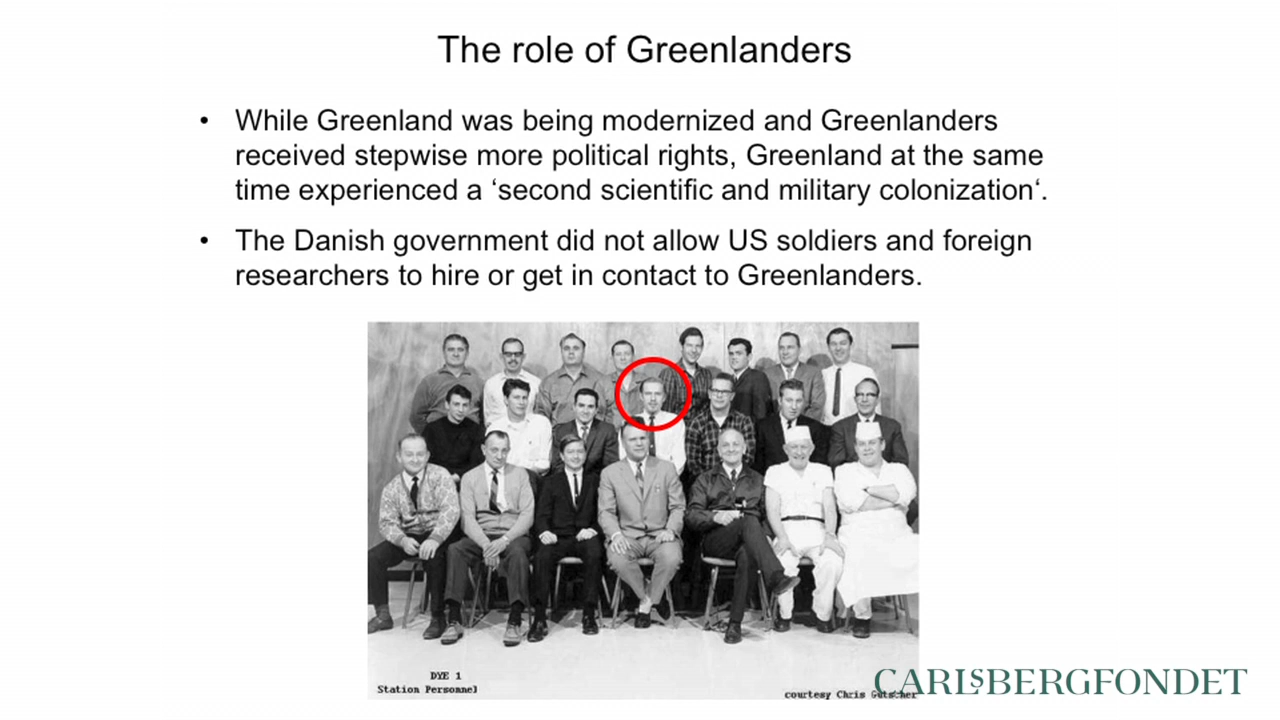 The role of Greenlanders
• While Greenland was being modernized and Greenlanders
received stepwise more political rights, Greenland at the same
time experienced a ‘second scientific and military colonization‘.
• The Danish government did not allow US soldiers and foreign
researchers to hire or get in contact to Greenlanders.
DYE 1
Station Personnel
courtesy Chris Gutscher
CARLSBERGFONDET